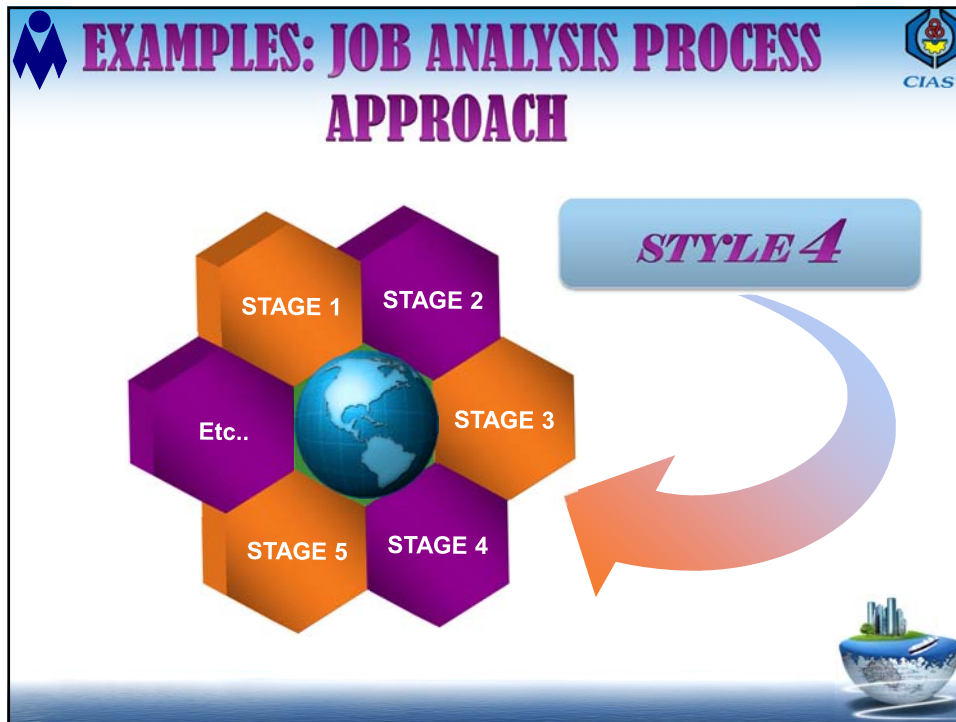 EXAMPLES: JOB ANALYSIS PROCESS
APPROACH
CIAST
STYLE 4
STAGE 1
STAGE 2
STAGE 3
Etc..
STAGE 4
STAGE 5